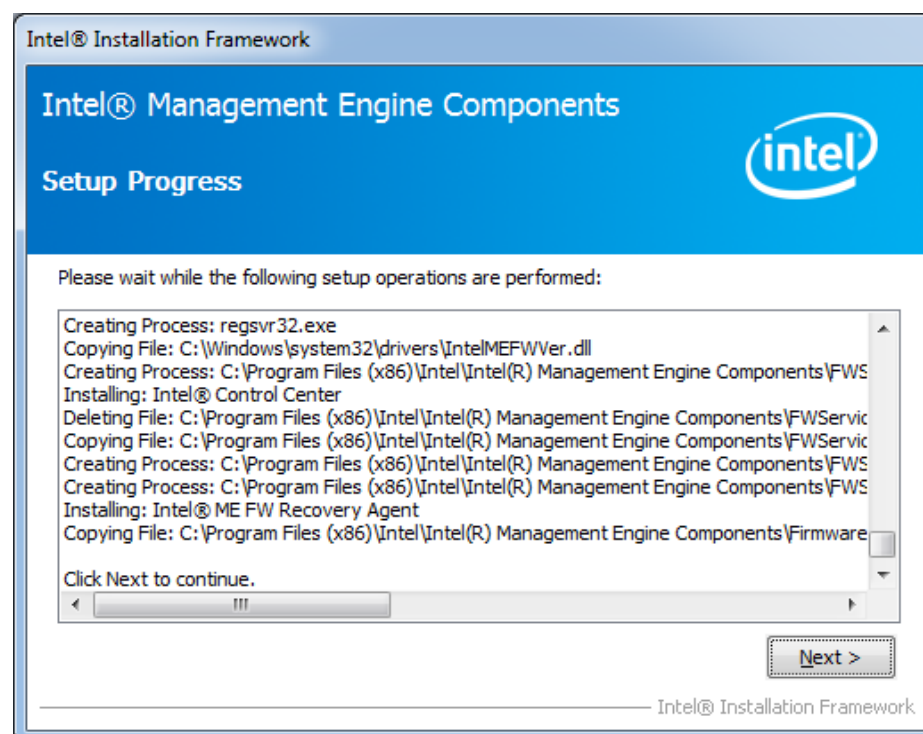 Intel® Installation Framework
Intel® Management Engine Components
intel
Setup Progress
Please wait while the following setup operations are performed:
Creating Process: regsvr32.exe
Copying File: C:\Windows\system32\drivers\IntelMEFWVer.dll
Creating Process: C:\Program Files (x86)\Intel\Intel(R) Management Engine Components\FWS
Installing: Intel® Control Center
Deleting File: C:\Program Files (x86)\Intel\Intel(R) Management Engine Components\FWServic
Copying File: C:\Program Files (x86)\Intel\Intel(R) Management Engine Components\FWServic
Creating Process: C:\Program Files (x86)\Intel\Intel(R) Management Engine Components\FWS
Creating Process: C:\Program Files (x86)\Intel\Intel(R) Management Engine Components\FWS
Installing: Intel® ME FW Recovery Agent
Copying File: C:\Program Files (x86)\Intel\Intel(R) Management Engine Components\Firmware
Click Next to continue.
Next >
Intel® Installation Framework